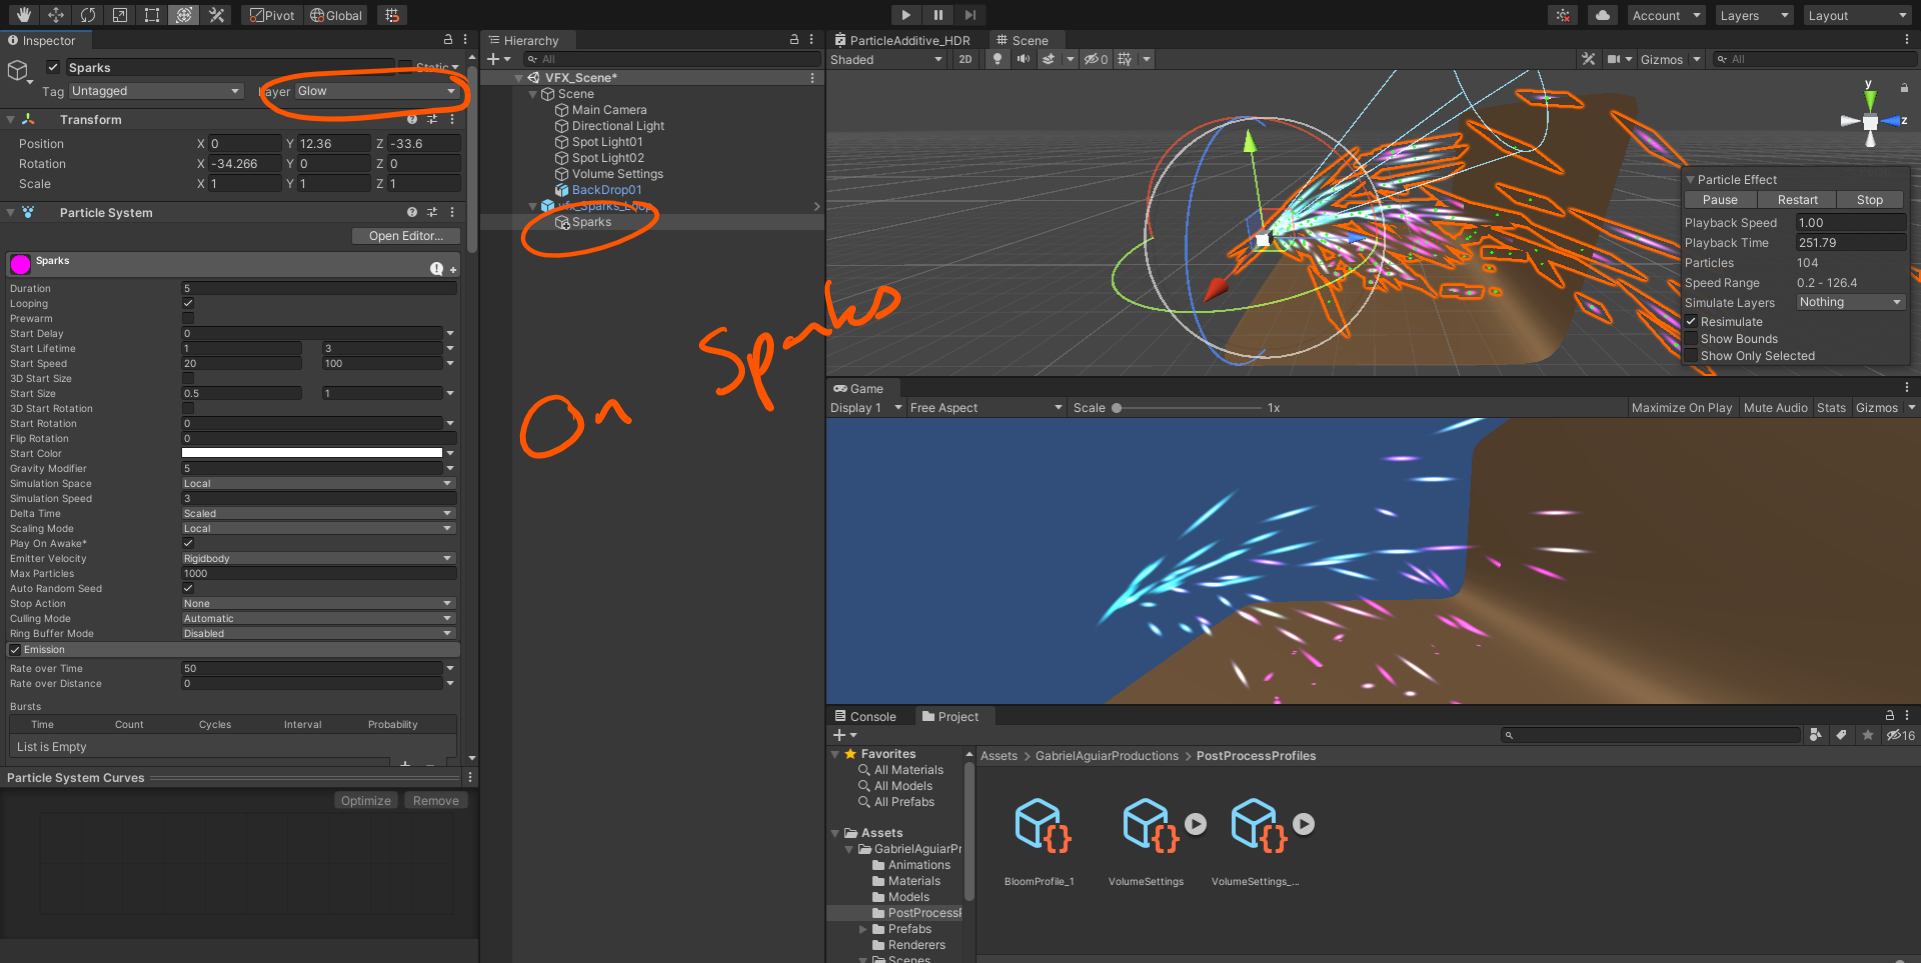 Pivot Global Account Layers Layout
Inspector
Sparks Static
Tag Untagged Layer Glow
Transform
Position X 0 Y 12.36 Z -33.6
Rotation X -34.266 Y 0 Z 0
Scale X 1 Y 1 Z 1
Particle System
Open Editor...
Sparks
Duration 5
Looping
Prewarm
Start Delay 0
Start Lifetime 1 3
Start Speed 20 100
3D Start Size
Start Size 0.5 1
3D Start Rotation
Start Rotation 0
Flip Rotation 0
Start Color
Gravity Modifier 5
Simulation Space Local
Simulation Speed 3
Delta Time Scaled
Scaling Mode Local
Play On Awake*
Emitter Velocity Rigidbody
Max Particles 1000
Auto Random Seed
Stop Action None
Culling Mode Automatic
Ring Buffer Mode Disabled
Emission
Rate over Time 50
Rate over Distance 0
Bursts
Time Count Cycles Interval Probability
List is Empty
Particle System Curves
Optimize Remove
Hierarchy
All
VFX_Scene*
Scene
Main Camera
Directional Light
Spot Light01
Spot Light02
Volume Settings
BackDrop01
vfx_Sparks_Loop
Sparks
On Sparks
ParticleAdditive_HDR Scene
Shaded 2D 0 Gizmos All
y
z
Particle Effect
Pause Restart Stop
Playback Speed 1.00
Playback Time 251.79
Particles 104
Speed Range 0.2 - 126.4
Simulate Layers Nothing
Resimulate
Show Bounds
Show Only Selected
Game
Display 1 Free Aspect Scale 1x Maximize On Play Mute Audio Stats Gizmos
Console Project
16
Favorites
All Materials
All Models
All Prefabs
Assets
GabrielAguiarPr
Animations
Materials
Models
PostProcessF
Prefabs
Renderers
Scenes
Assets > GabrielAguiarProductions > PostProcessProfiles
BloomProfile_1 VolumeSettings VolumeSettings_...